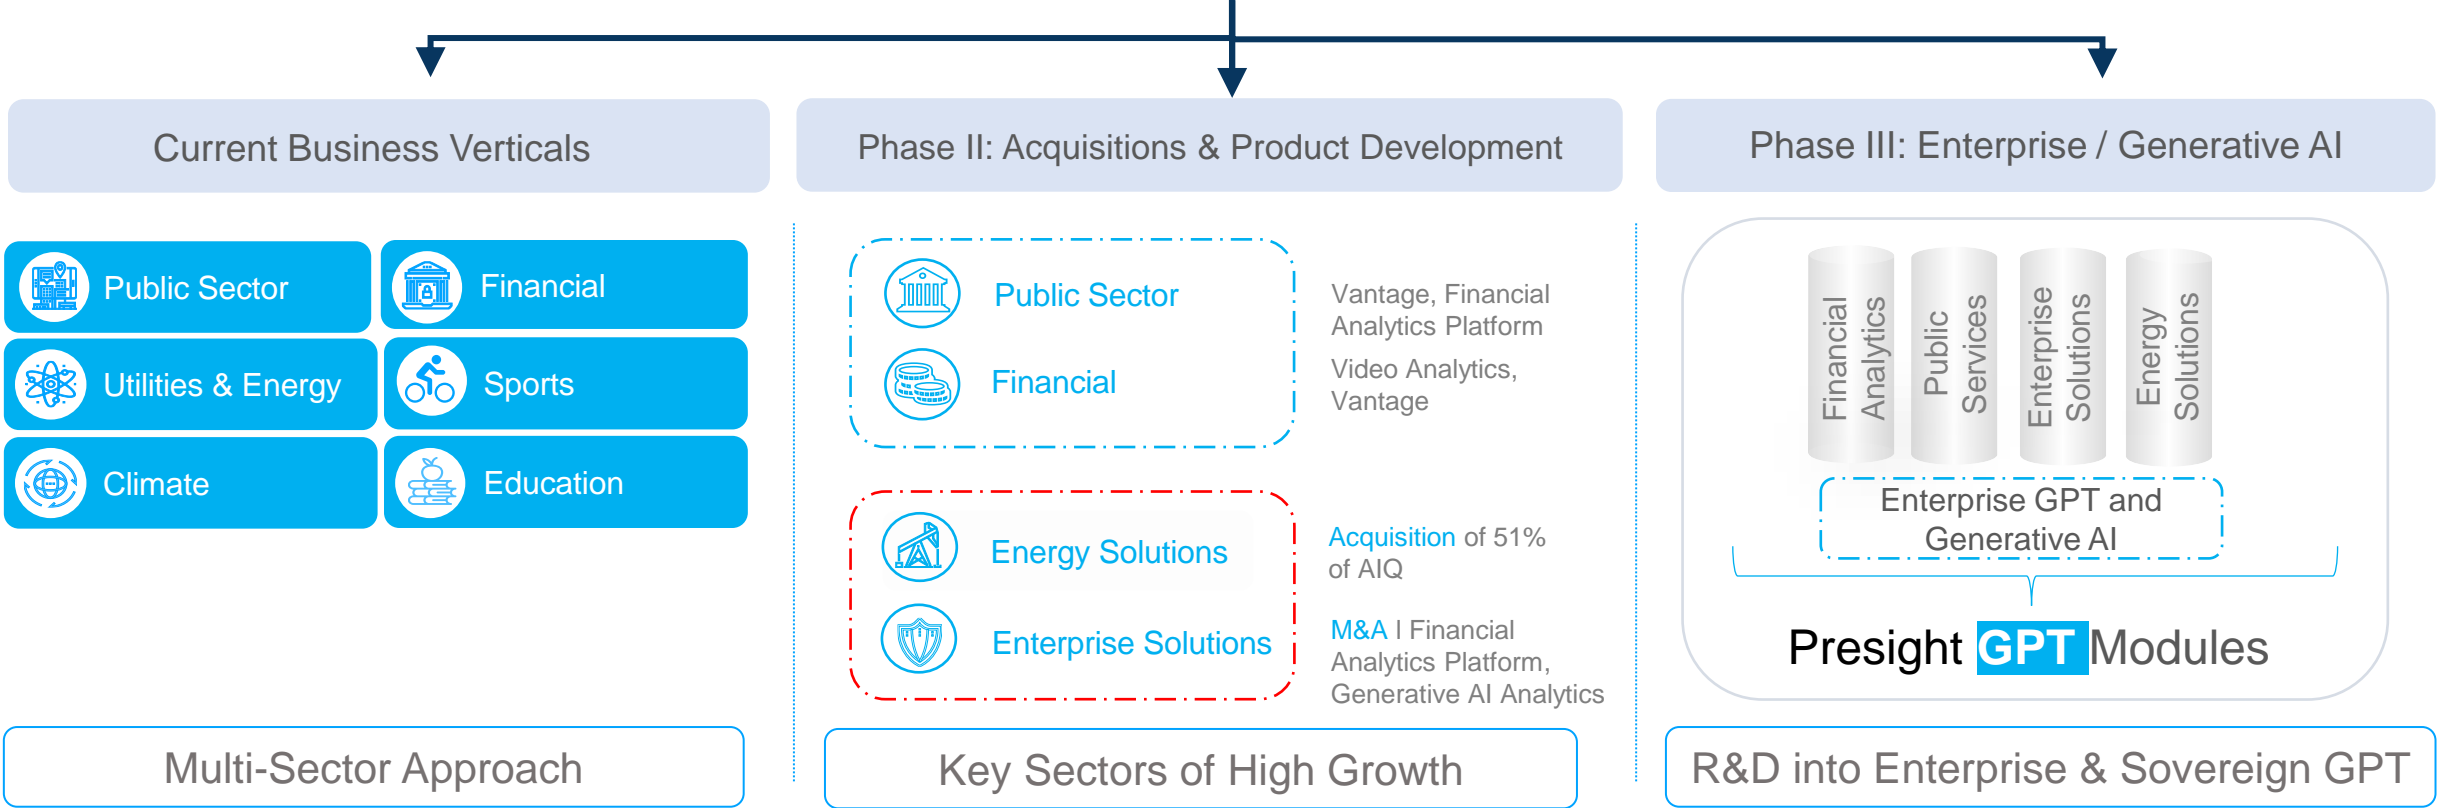 Current Business Verticals
Public Sector
Financial
Utilities & Energy
Sports
Climate
Education
Multi-Sector Approach
Phase II: Acquisitions & Product Development
Public Sector
Vantage, Financial
Analytics Platform
Financial
Video Analytics,
Vantage
Energy Solutions
Acquisition of 51%
of AIQ
Enterprise Solutions
M&A I Financial
Analytics Platform,
Generative AI Analytics
Key Sectors of High Growth
Phase III: Enterprise / Generative AI
Financial
Analytics
Public
Services
Enterprise
Solutions
Energy
Solutions
Enterprise GPT and
Generative AI
Presight GPT Modules
R&D into Enterprise & Sovereign GPT